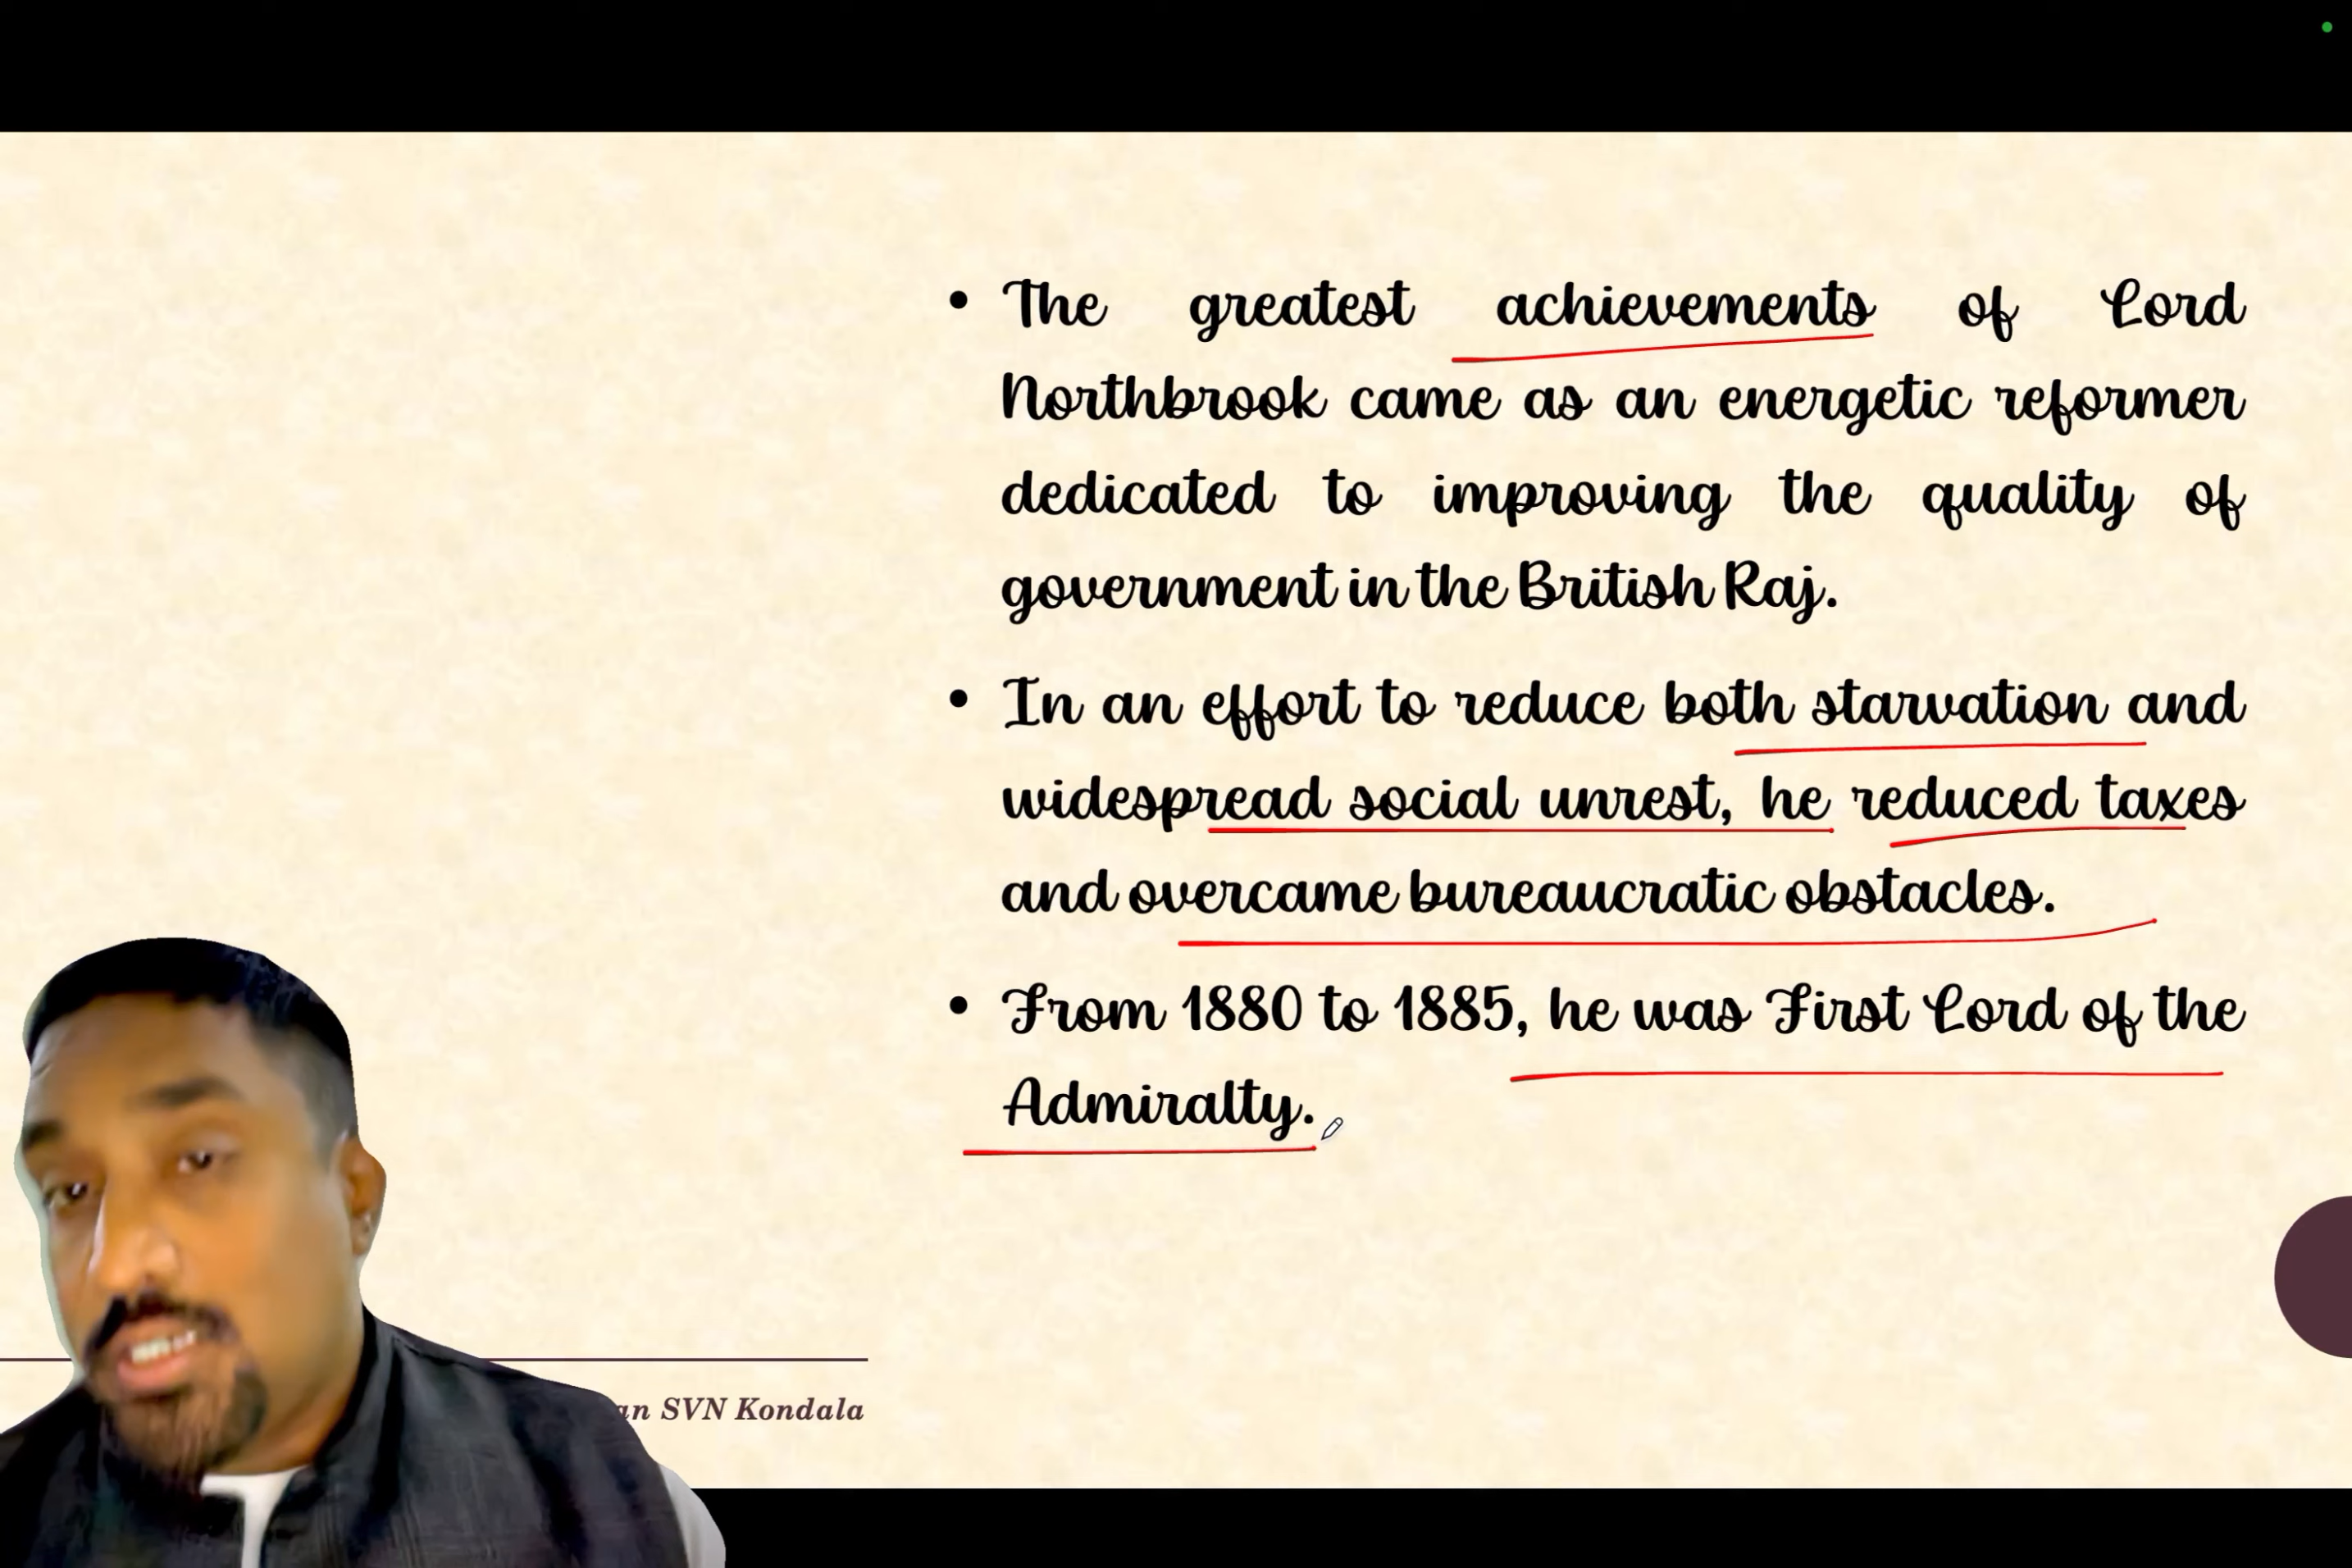 • The greatest achievements of Lord
Northbrook came as an energetic reformer
dedicated to improving the quality of
government in the British Raj.
• In an effort to reduce both starvation and
widespread social unrest, he reduced taxes
and overcame bureaucratic obstacles.
• From 1880 to 1885, he was First Lord of the
Admiralty.
SVN Kondala